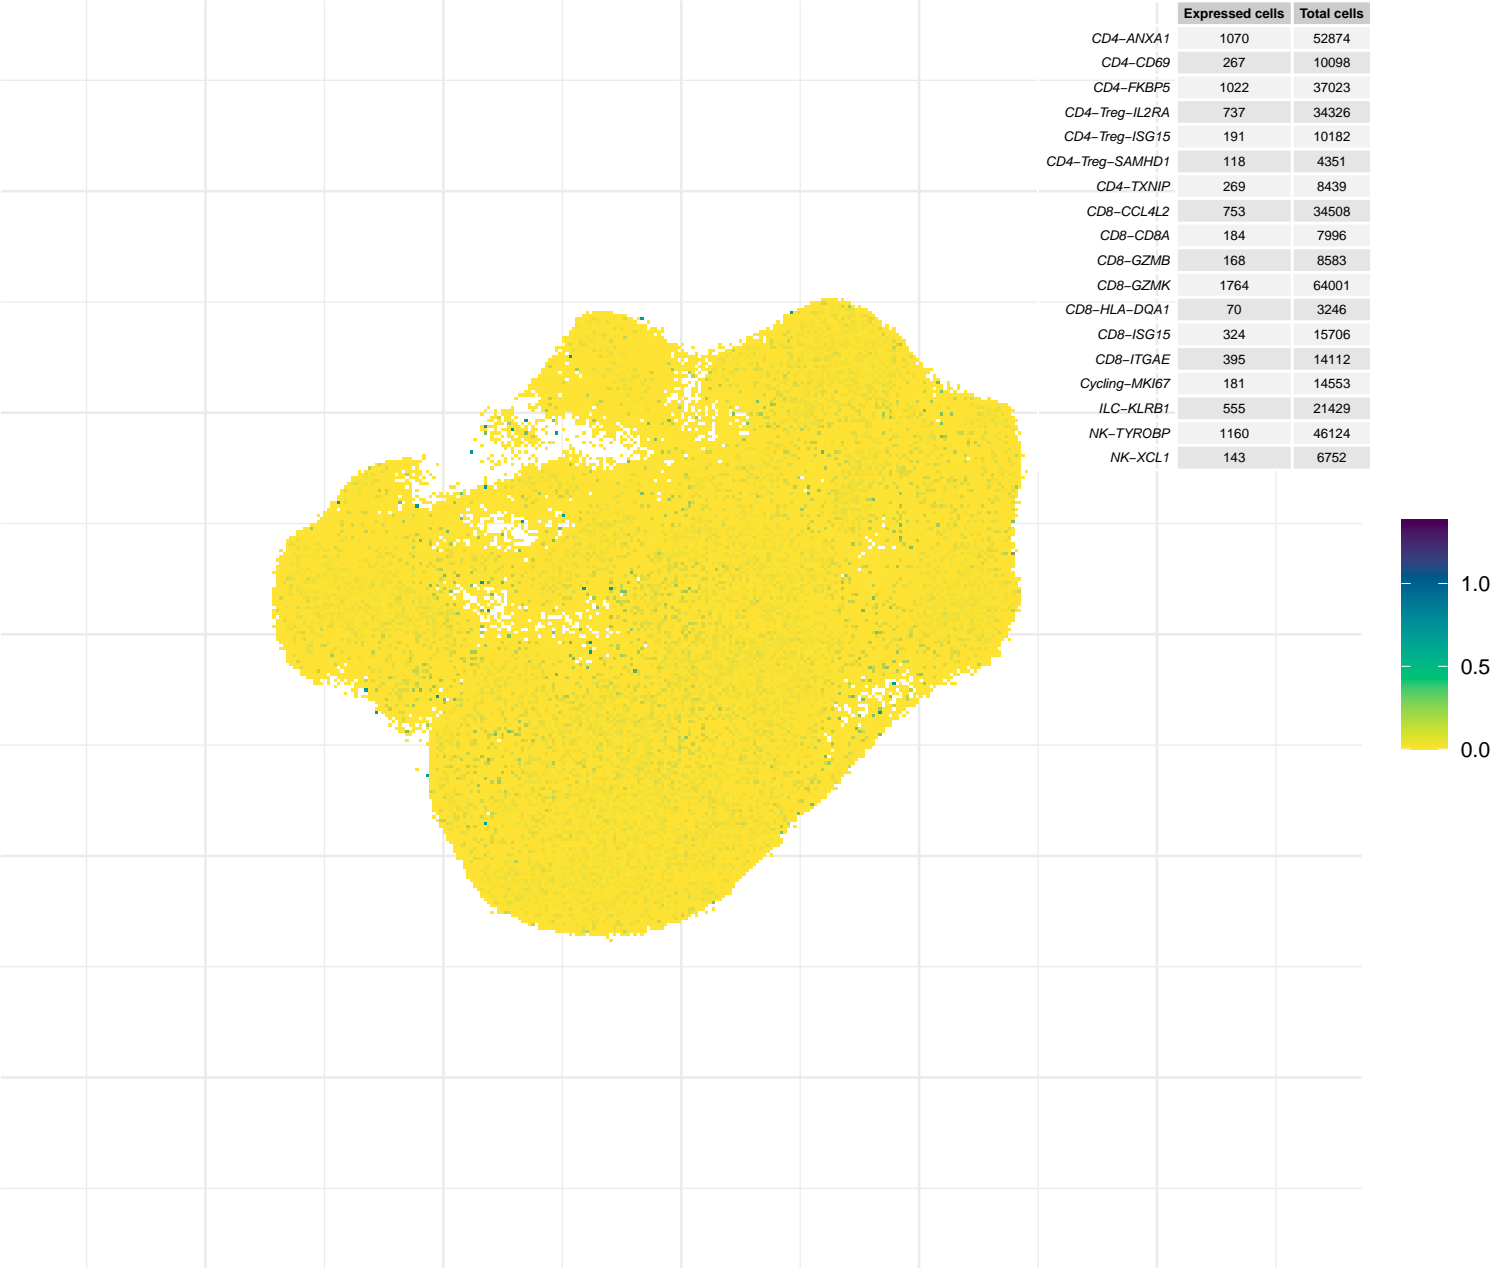 Expressed cells Total cells
CD4−ANXA1 1070 52874
CD4−CD69 267 10098
CD4−FKBP5 1022 37023
CD4−Treg−IL2RA 737 34326
CD4−Treg−ISG15 191 10182
CD4−Treg−SAMHD1 118 4351
CD4−TXNIP 269 8439
CD8−CCL4L2 753 34508
CD8−CD8A 184 7996
CD8−GZMB 168 8583
CD8−GZMK 1764 64001
CD8−HLA−DQA1 70 3246
CD8−ISG15 324 15706
CD8−ITGAE 395 14112
Cycling−MKI67 181 14553
ILC−KLRB1 555 21429
NK−TYROBP 1160 46124
NK−XCL1 143 6752
1.0
0.5
0.0